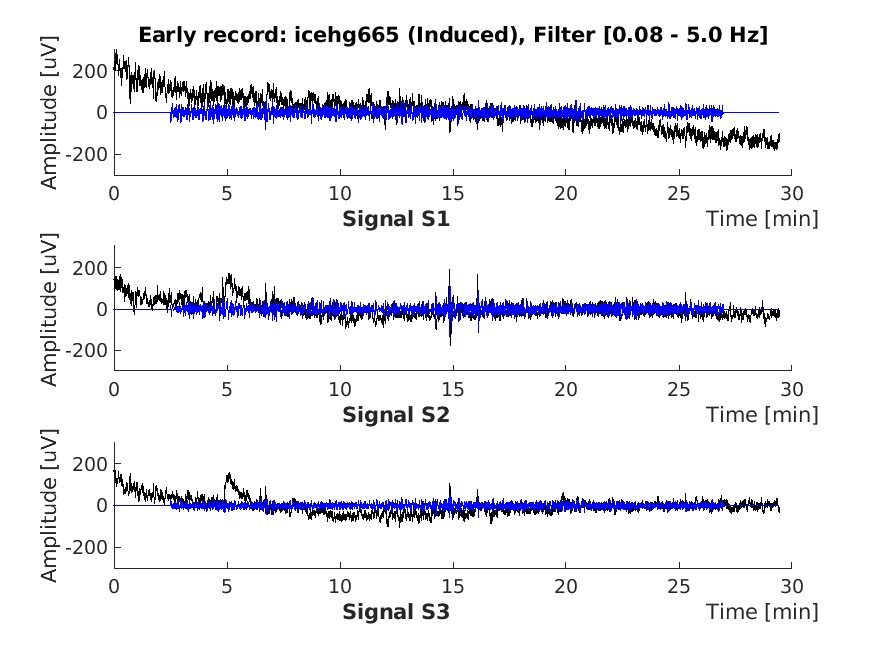 Early record: icehg665 (Induced), Filter [0.08 - 5.0 Hz]
Amplitude [uV]
200
0
-200
0 5 10 15 20 25 30
Signal S1 Time [min]
Amplitude [uV]
200
0
-200
0 5 10 15 20 25 30
Signal S2 Time [min]
Amplitude [uV]
200
0
-200
0 5 10 15 20 25 30
Signal S3 Time [min]